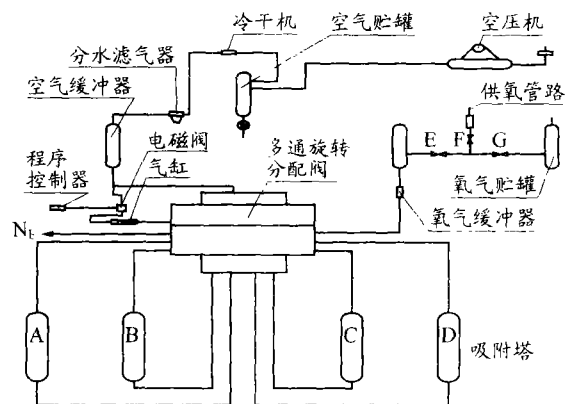 冷干机
空气贮罐
空压机
分水滤气器
空气缓冲器
供氧管路
电磁阀
多通旋转
分配阀
E
F
G
程序
控制器
气缸
氧气贮罐
氧气缓冲器
A
B
C
D
吸附塔